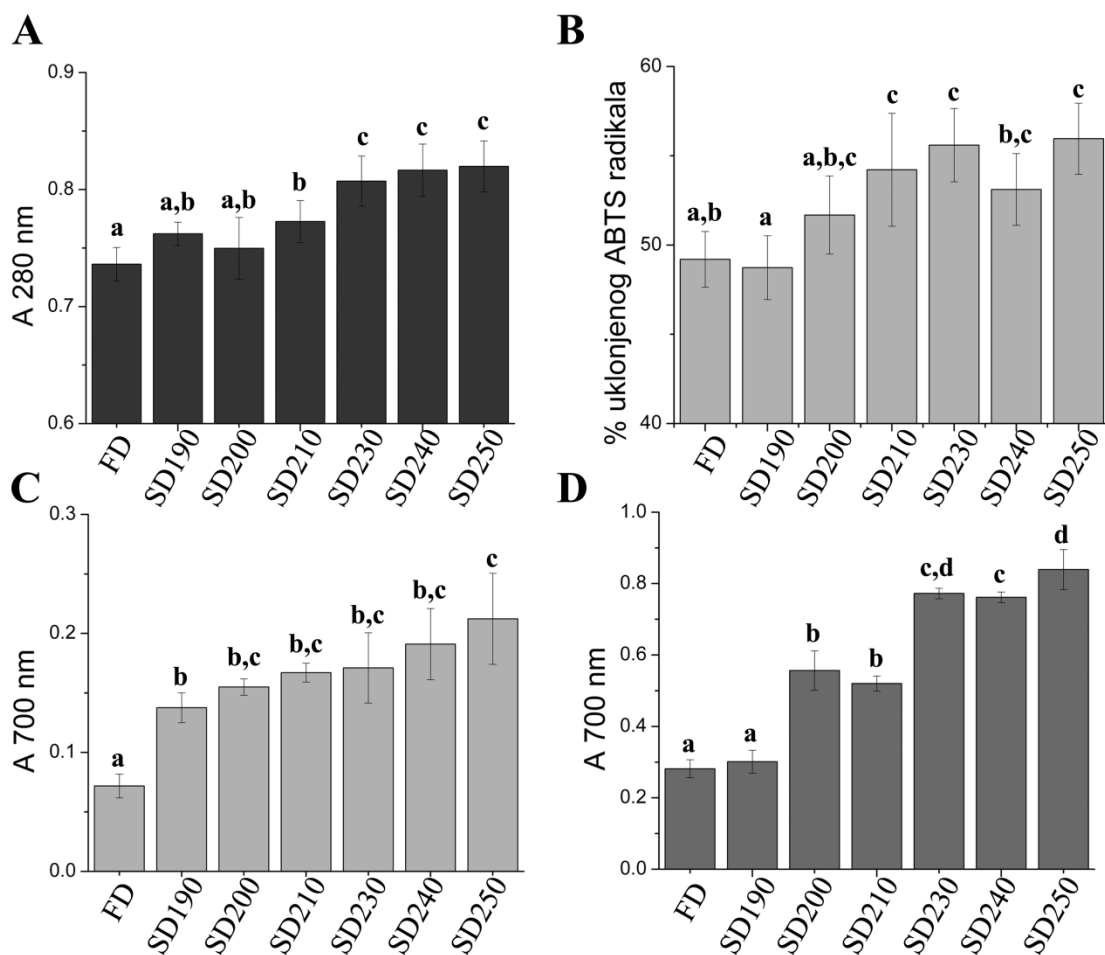 A
A 280 nm
0.9
0.8
0.7
0.6
a
a,b
a,b
b
c
c
c
FD
SD190
SD200
SD210
SD230
SD240
SD250
B
% uklonjenog ABTS radikala
60
50
40
a,b
a
a,b,c
c
c
b,c
c
FD
SD190
SD200
SD210
SD230
SD240
SD250
C
A 700 nm
0.3
0.2
0.1
0.0
a
b
b,c
b,c
b,c
b,c
c
FD
SD190
SD200
SD210
SD230
SD240
SD250
D
A 700 nm
1.0
0.8
0.6
0.4
0.2
0.0
a
a
b
b
c,d
c
d
FD
SD190
SD200
SD210
SD230
SD240
SD250